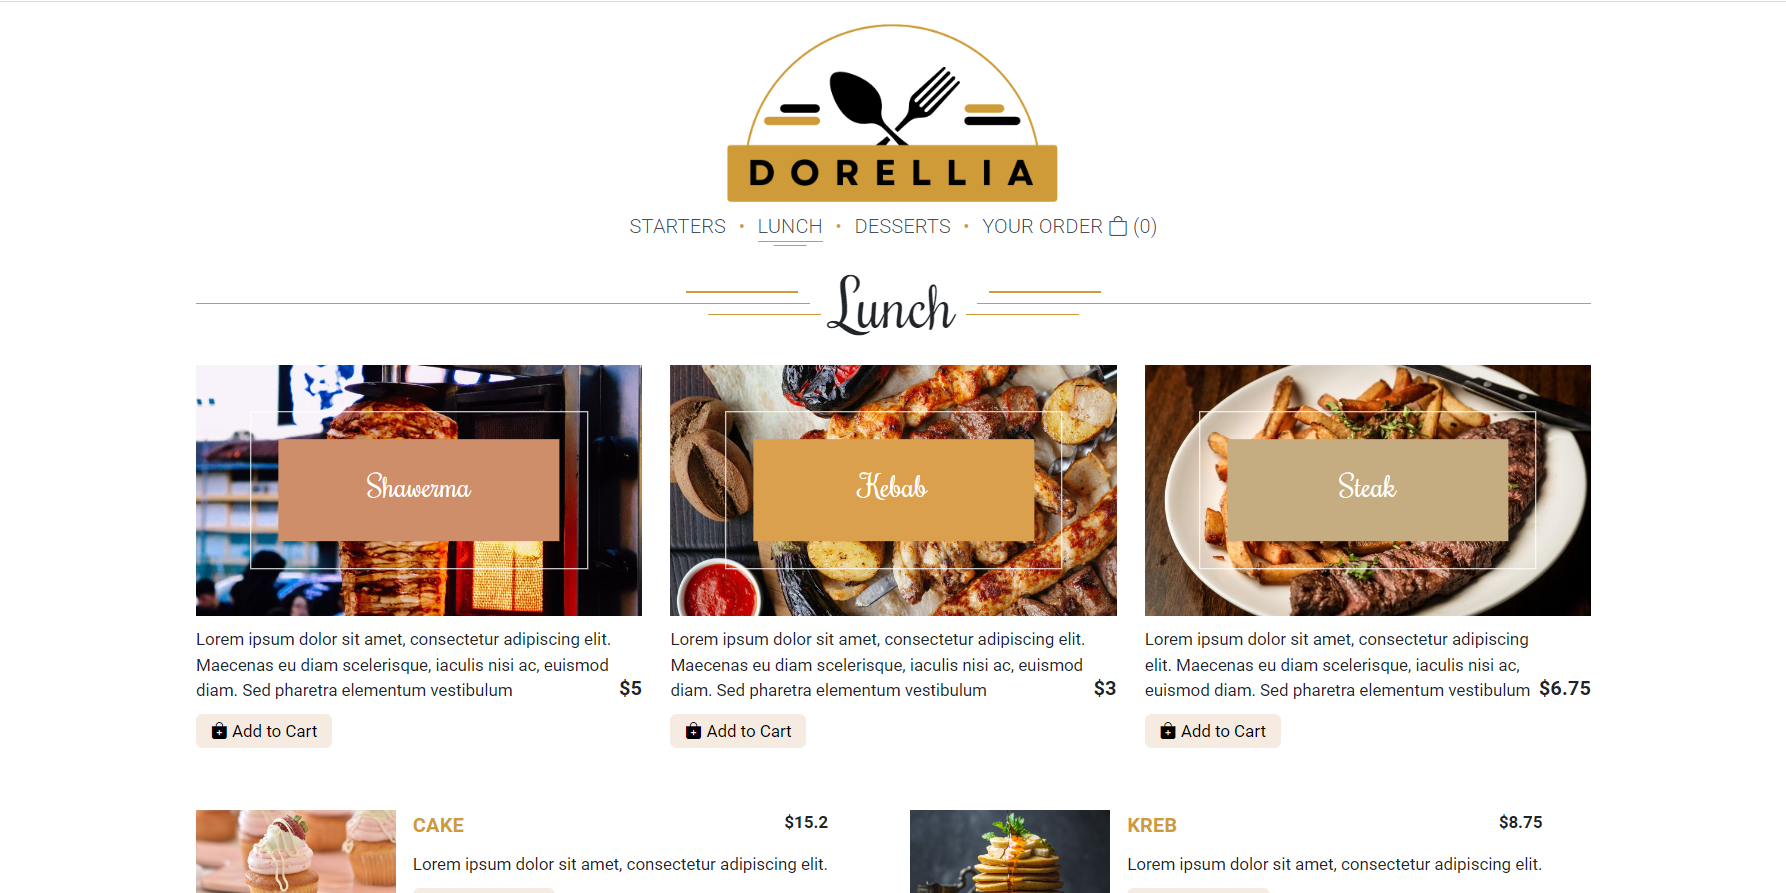 DORELLIA
STARTERS • LUNCH • DESSERTS • YOUR ORDER (0)
Lunch
Shawerma
Kebab
Steak
Lorem ipsum dolor sit amet, consectetur adipiscing elit.
Maecenas eu diam scelerisque, iaculis nisi ac, euismod
diam. Sed pharetra elementum vestibulum $5
Add to Cart
Lorem ipsum dolor sit amet, consectetur adipiscing elit.
Maecenas eu diam scelerisque, iaculis nisi ac, euismod
diam. Sed pharetra elementum vestibulum $3
Add to Cart
Lorem ipsum dolor sit amet, consectetur adipiscing
elit. Maecenas eu diam scelerisque, iaculis nisi ac,
euismod diam. Sed pharetra elementum vestibulum $6.75
Add to Cart
CAKE $15.2
Lorem ipsum dolor sit amet, consectetur adipiscing elit.
KREB $8.75
Lorem ipsum dolor sit amet, consectetur adipiscing elit.